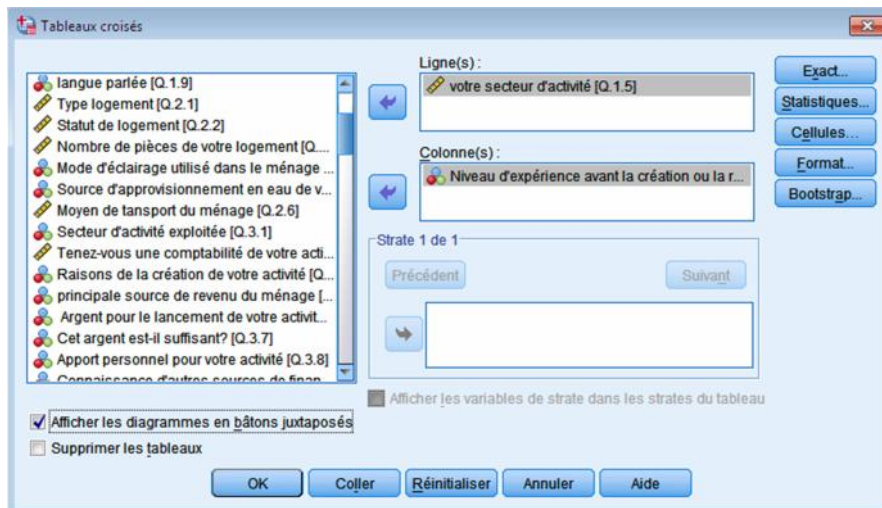 Tableaux croisés
langue parlée [Q.1.9]
Type logement [Q.2.1]
Statut de logement [Q.2.2]
Nombre de pièces de votre logement [Q....
Mode d'éclairage utilisé dans le ménage ...
Source d'approvisionnement en eau de v...
Moyen de tansport du ménage [Q.2.6]
Secteur d'activité exploitée [Q.3.1]
Tenez-vous une comptabilité de votre acti...
Raisons de la création de votre activité [Q...
principale source de revenu du ménage [...
Argent pour le lancement de votre activit...
Cet argent est-il suffisant? [Q.3.7]
Apport personnel pour votre activité [Q.3.8]
Connaissance d'autres sources de finan...
Ligne(s) :
votre secteur d'activité [Q.1.5]
Colonne(s) :
Niveau d'expérience avant la création ou la r...
Strate 1 de 1
Précédent
Suivant
Afficher les variables de strate dans les strates du tableau
Exact...
Statistiques...
Cellules...
Format...
Bootstrap...
Afficher les diagrammes en bâtons juxtaposés
Supprimer les tableaux
OK
Coller
Réinitialiser
Annuler
Aide